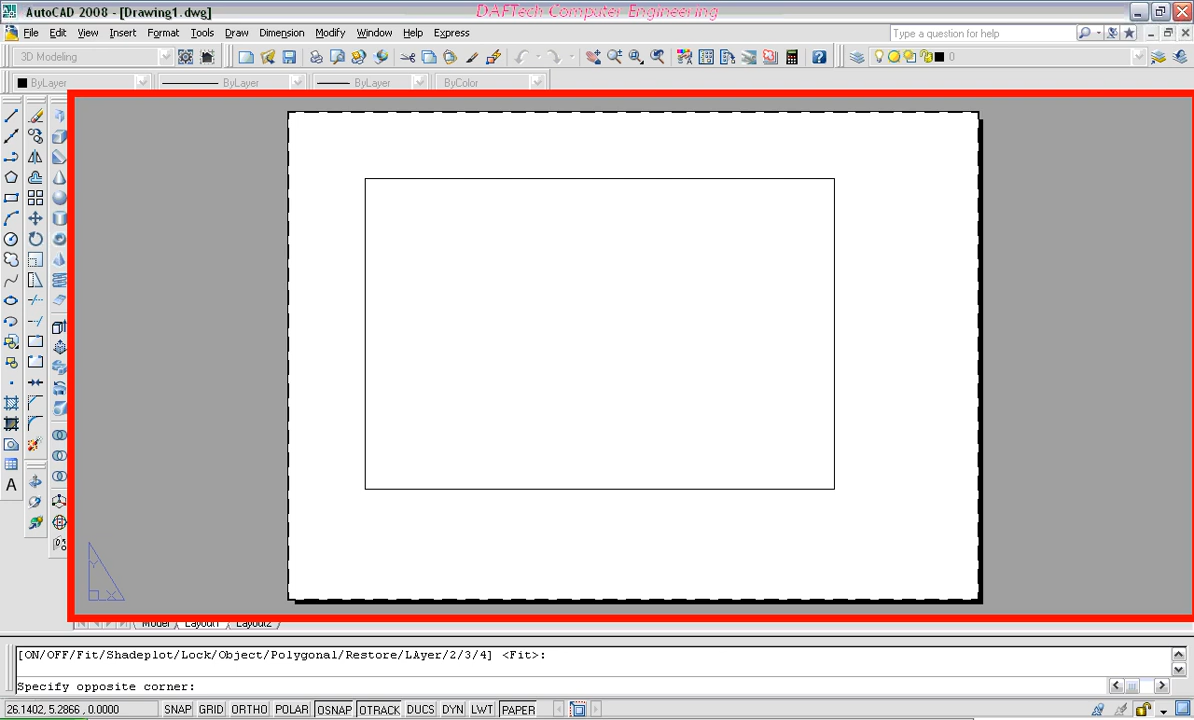 AutoCAD 2008 - [Drawing1.dwg]
DAFTech Computer Engineering
File Edit View Insert Format Tools Draw Dimension Modify Window Help Express
Type a question for help
3D Modeling
0
ByLayer ByLayer ByLayer ByColor
A
Y
X
Model Layout1 Layout2
[ON/OFF/Fit/Shadeplot/Lock/Object/Polygonal/Restore/LAyer/2/3/4] <Fit>:
Specify opposite corner:
26.1402, 5.2866 , 0.0000 SNAP GRID ORTHO POLAR OSNAP OTRACK DUCS DYN LWT PAPER